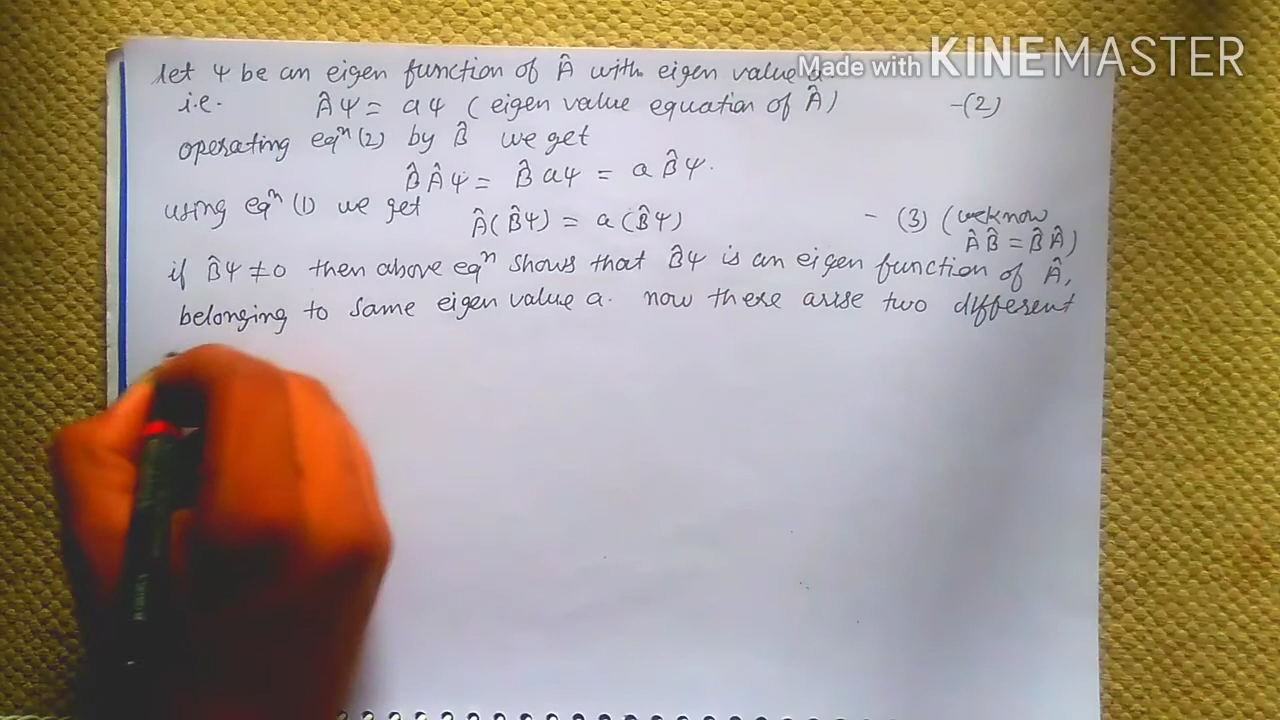 let ψ be an eigen function of Â with eigen value a
Made with KINEMASTER
i.e. Âψ = aψ (eigen value equation of Â) -(2)
operating eqⁿ(2) by B̂ we get
B̂Âψ = B̂aψ = aB̂ψ.
using eqⁿ(1) we get
Â(B̂ψ) = a(B̂ψ) - (3) (we know
ÂB̂ = B̂Â)
if B̂ψ ≠ 0 then above eqⁿ shows that B̂ψ is an eigen function of Â,
belonging to same eigen value a. now there arise two different